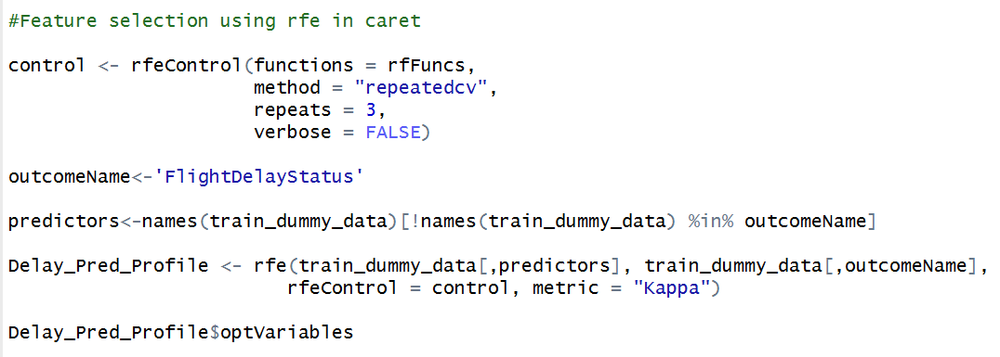 #Feature selection using rfe in caret
control <- rfeControl(functions = rfFuncs,
method = "repeatedcv",
repeats = 3,
verbose = FALSE)
outcomeName<-'FlightDelayStatus'
predictors<-names(train_dummy_data)[!names(train_dummy_data) %in% outcomeName]
Delay_Pred_Profile <- rfe(train_dummy_data[,predictors], train_dummy_data[,outcomeName],
rfeControl = control, metric = "Kappa")
Delay_Pred_Profile$optVariables